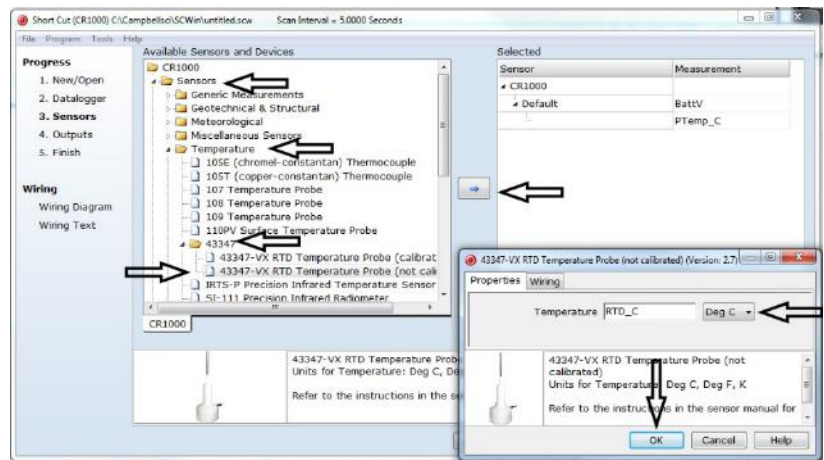 Short Cut (CR1000) C:\Campbellsci\SCWin\untitled.scw Scan Interval = 5.0000 Seconds
File Program Tools Help
Progress
1. New/Open
2. Datalogger
3. Sensors
4. Outputs
5. Finish
Wiring
Wiring Diagram
Wiring Text
Available Sensors and Devices
CR1000
Sensors
Generic Measurements
Geotechnical & Structural
Meteorological
Miscellaneous Sensors
Temperature
105E (chromel-constantan) Thermocouple
105T (copper-constantan) Thermocouple
107 Temperature Probe
108 Temperature Probe
109 Temperature Probe
110PV Surface Temperature Probe
43347
43347-VX RTD Temperature Probe (calibrat
43347-VX RTD Temperature Probe (not cali
IRTS-P Precision Infrared Temperature Sensor
SI-111 Precision Infrared Radiometer
CR1000
Selected
Sensor Measurement
CR1000
Default BattV
PTemp_C
43347-VX RTD Temperature Prob
Units for Temperature: Deg C, De
Refer to the instructions in the se
43347-VX RTD Temperature Probe (not calibrated) (Version: 2.7)
Properties Wiring
Temperature RTD_C Deg C
43347-VX RTD Temperature Probe (not
calibrated)
Units for Temperature: Deg C, Deg F, K
Refer to the instructions in the sensor manual for
OK Cancel Help